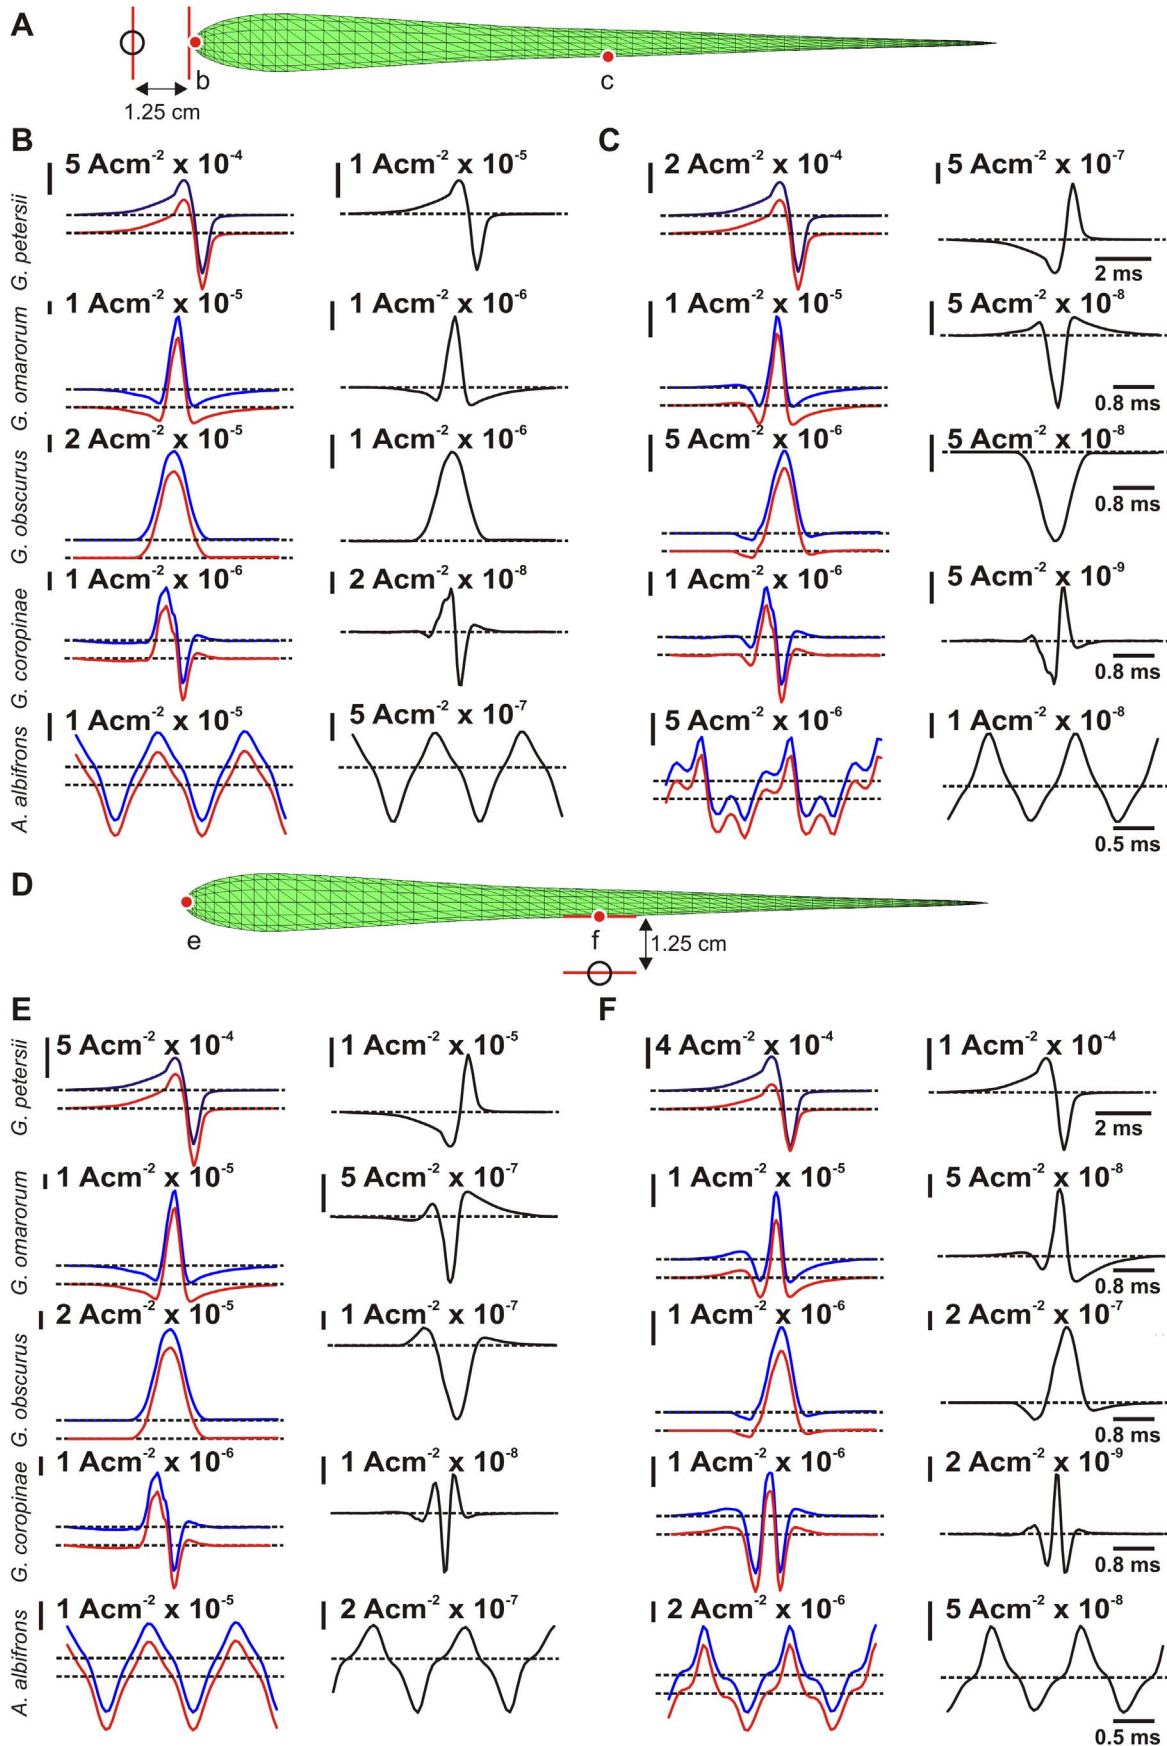 A
b
c
1.25 cm
B
C
5 Acm-2 x 10-4
1 Acm-2 x 10-5
2 Acm-2 x 10-4
5 Acm-2 x 10-7
G. petersii
2 ms
1 Acm-2 x 10-5
1 Acm-2 x 10-6
1 Acm-2 x 10-5
5 Acm-2 x 10-8
G. omarorum
0.8 ms
2 Acm-2 x 10-5
1 Acm-2 x 10-6
5 Acm-2 x 10-6
5 Acm-2 x 10-8
G. obscurus
0.8 ms
1 Acm-2 x 10-6
2 Acm-2 x 10-8
1 Acm-2 x 10-6
5 Acm-2 x 10-9
G. coropinae
0.8 ms
1 Acm-2 x 10-5
5 Acm-2 x 10-7
5 Acm-2 x 10-6
1 Acm-2 x 10-8
A. albifrons
0.5 ms
D
e
f
1.25 cm
E
F
5 Acm-2 x 10-4
1 Acm-2 x 10-5
4 Acm-2 x 10-4
1 Acm-2 x 10-4
G. petersii
2 ms
1 Acm-2 x 10-5
5 Acm-2 x 10-7
1 Acm-2 x 10-5
5 Acm-2 x 10-8
G. omarorum
0.8 ms
2 Acm-2 x 10-5
1 Acm-2 x 10-7
1 Acm-2 x 10-6
2 Acm-2 x 10-7
G. obscurus
0.8 ms
1 Acm-2 x 10-6
1 Acm-2 x 10-8
1 Acm-2 x 10-6
2 Acm-2 x 10-9
G. coropinae
0.8 ms
1 Acm-2 x 10-5
2 Acm-2 x 10-7
2 Acm-2 x 10-6
5 Acm-2 x 10-8
A. albifrons
0.5 ms